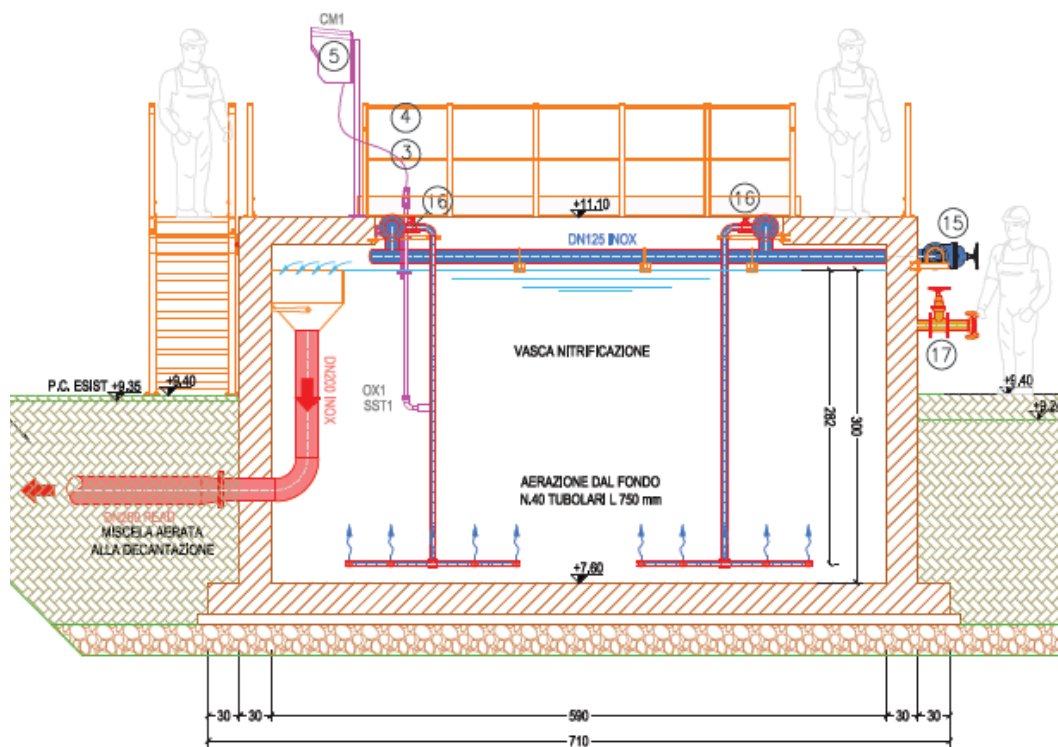 CM1
5
4
3
16
+11.10
16
DN125 INOX
15
VASCA NITRIFICAZIONE
17
P.C. ESIST +9.35
+9.40
DN200 INOX
OX1
SST1
282
300
+9.40
AERAZIONE DAL FONDO
N.40 TUBOLARI L 750 mm
MISCELA AERATA
ALLA DECANTAZIONE
+7.60
30
30
590
30
30
710